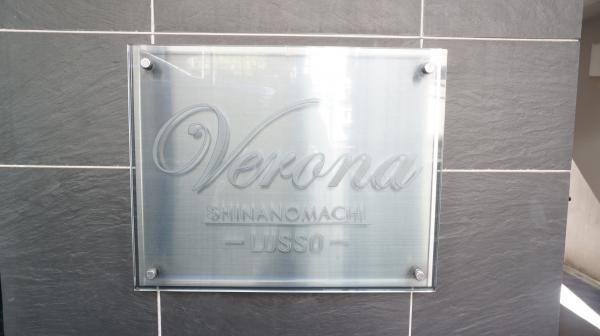 Verona
SHINANOMACHI
– LUSSO –